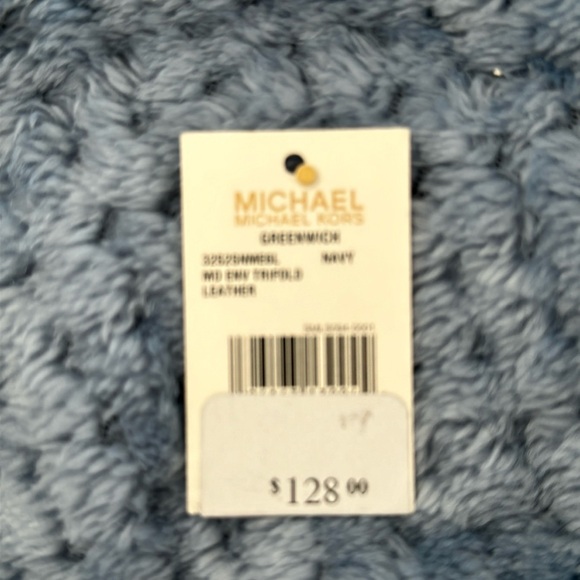 MICHAEL
MICHAEL KORS
GREENWICH
NAVY
MD ENV TRIFOLD
LEATHER
$128 00